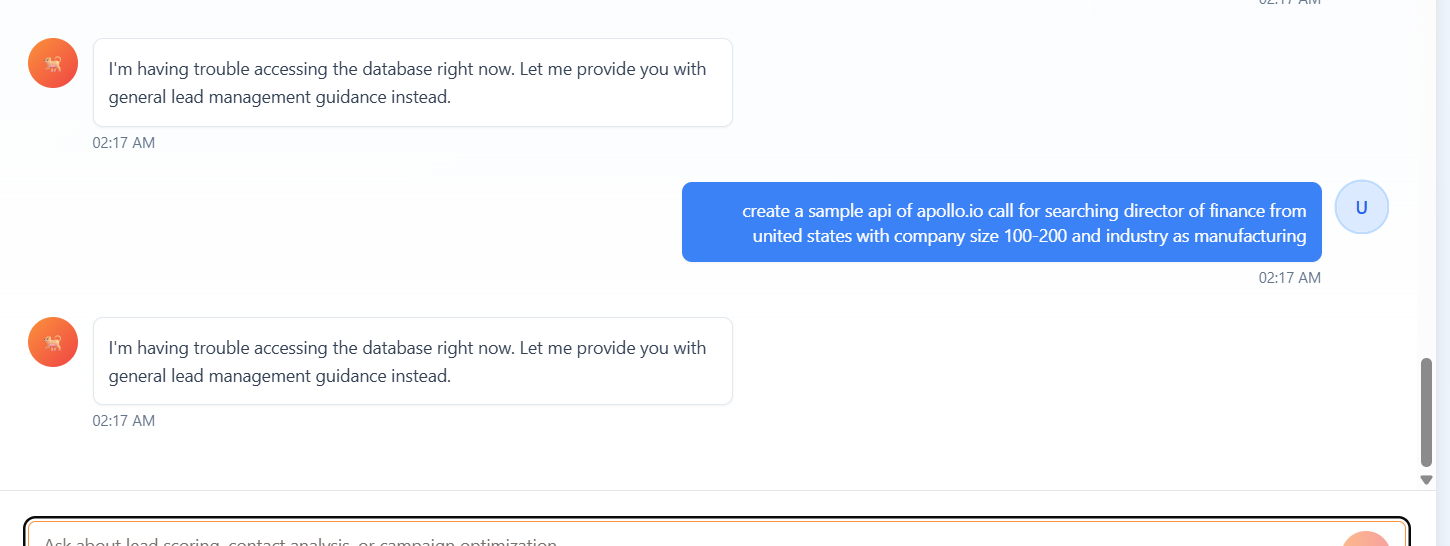 02:17 AM
I'm having trouble accessing the database right now. Let me provide you with
general lead management guidance instead.
02:17 AM
create a sample api of apollo.io call for searching director of finance from
united states with company size 100-200 and industry as manufacturing
U
02:17 AM
I'm having trouble accessing the database right now. Let me provide you with
general lead management guidance instead.
02:17 AM
Ask about lead scoring, contact analysis, or campaign optimization